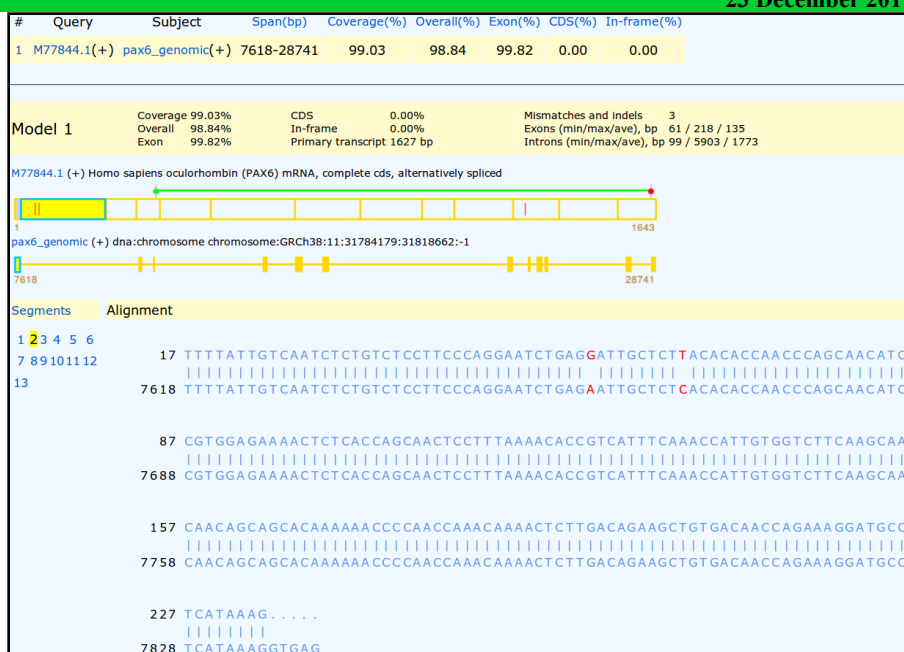 23 December 201
# Query Subject Span(bp) Coverage(%) Overall(%) Exon(%) CDS(%) In-frame(%)
1 M77844.1(+) pax6_genomic(+) 7618-28741 99.03 98.84 99.82 0.00 0.00
Model 1
Coverage 99.03% CDS 0.00% Mismatches and indels 3
Overall 98.84% In-frame 0.00% Exons (min/max/ave), bp 61 / 218 / 135
Exon 99.82% Primary transcript 1627 bp Introns (min/max/ave), bp 99 / 5903 / 1773
M77844.1 (+) Homo sapiens oculorhombin (PAX6) mRNA, complete cds, alternatively spliced
1 1643
pax6_genomic (+) dna:chromosome chromosome:GRCh38:11:31784179:31818662:-1
7618 28741
Segments Alignment
1 2 3 4 5 6
7 8 9 10 11 12
13
17 TTTTATTGTCAATCTCTGTCTCCTTCCCAGGAATCTGAGGATTGCTCTTACACACCAACCCAGCAACATC
7618 TTTTATTGTCAATCTCTGTCTCCTTCCCAGGAATCTGAGAATTGCTCTCACACACCAACCCAGCAACATC
87 CGTGGAGAAAACTCTCACCAGCAACTCCTTTAAAACACCGTCATTTCAAACCATTGTGGTCTTCAAGCAA
7688 CGTGGAGAAAACTCTCACCAGCAACTCCTTTAAAACACCGTCATTTCAAACCATTGTGGTCTTCAAGCAA
157 CAACAGCAGCACAAAAAACCCCAACCAAACAAAACTCTTGACAGAAGCTGTGACAACCAGAAAGGATGCC
7758 CAACAGCAGCACAAAAAACCCCAACCAAACAAAACTCTTGACAGAAGCTGTGACAACCAGAAAGGATGCC
227 TCATAAAG.....
7828 TCATAAAGGTGAG